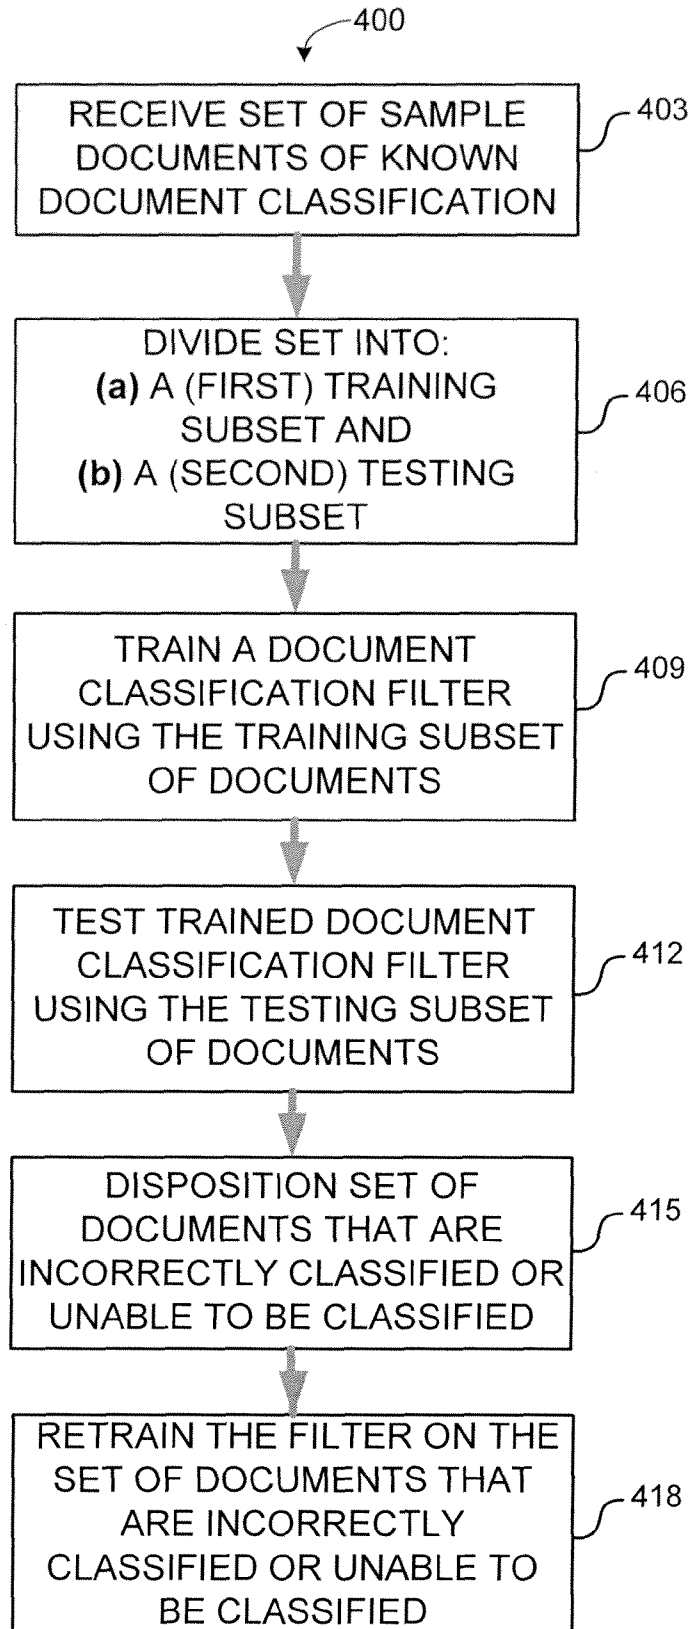 400
RECEIVE SET OF SAMPLE
DOCUMENTS OF KNOWN
DOCUMENT CLASSIFICATION
403
DIVIDE SET INTO:
(a) A (FIRST) TRAINING
SUBSET AND
(b) A (SECOND) TESTING
SUBSET
406
TRAIN A DOCUMENT
CLASSIFICATION FILTER
USING THE TRAINING SUBSET
OF DOCUMENTS
409
TEST TRAINED DOCUMENT
CLASSIFICATION FILTER
USING THE TESTING SUBSET
OF DOCUMENTS
412
DISPOSITION SET OF
DOCUMENTS THAT ARE
INCORRECTLY CLASSIFIED OR
UNABLE TO BE CLASSIFIED
415
RETRAIN THE FILTER ON THE
SET OF DOCUMENTS THAT
ARE INCORRECTLY
CLASSIFIED OR UNABLE TO
BE CLASSIFIED
418